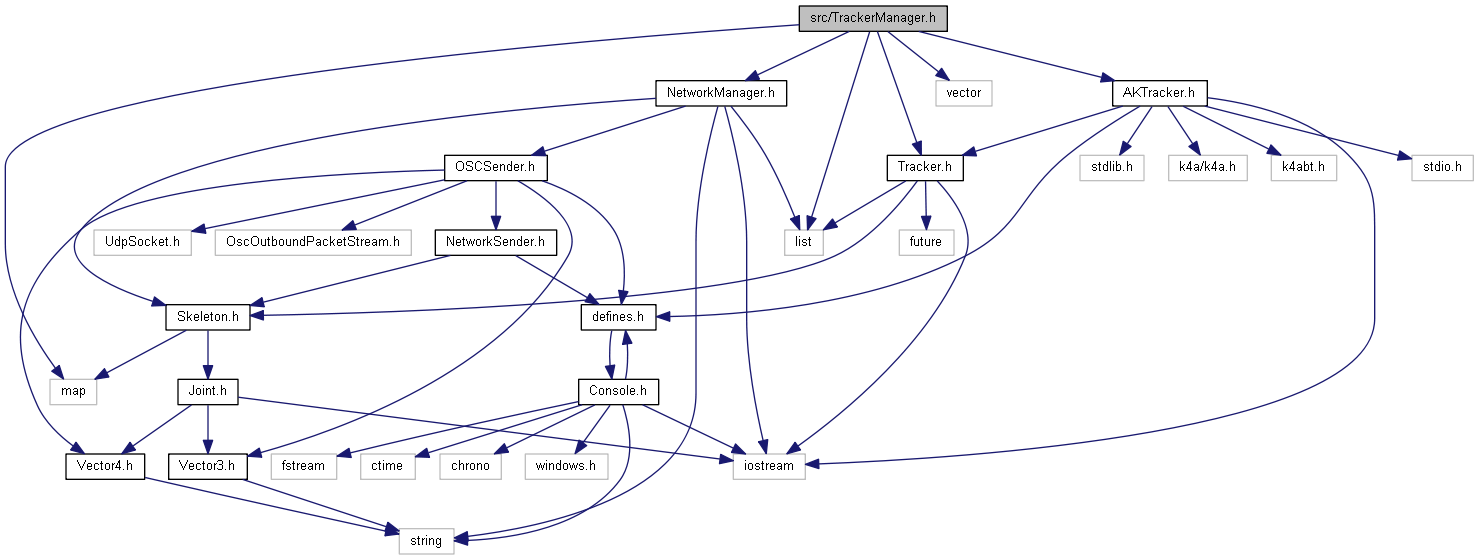 src/TrackerManager.h
NetworkManager.h
vector
AKTracker.h
OSCSender.h
Tracker.h
stdlib.h
k4a/k4a.h
k4abt.h
stdio.h
UdpSocket.h
OscOutboundPacketStream.h
NetworkSender.h
list
future
Skeleton.h
defines.h
map
Joint.h
Console.h
Vector4.h
Vector3.h
fstream
ctime
chrono
windows.h
iostream
string